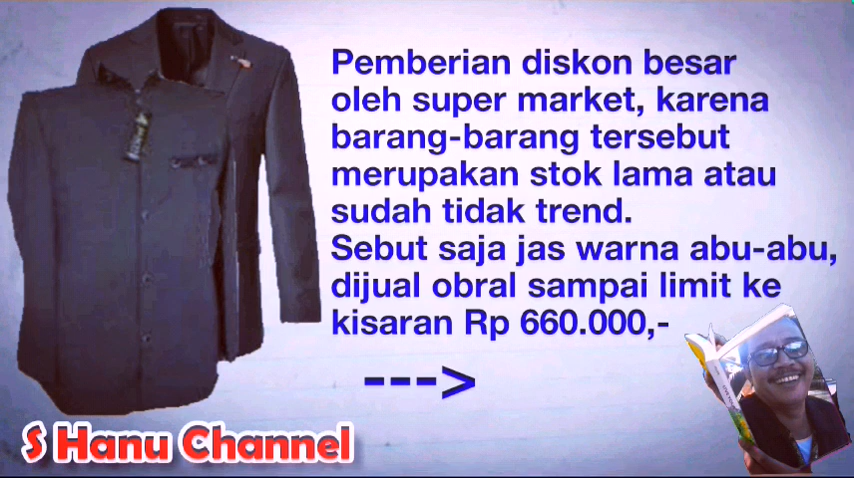 Pemberian diskon besar
oleh super market, karena
barang-barang tersebut
merupakan stok lama atau
sudah tidak trend.
Sebut saja jas warna abu-abu,
dijual obral sampai limit ke
kisaran Rp 660.000,-
--->
S Hanu Channel